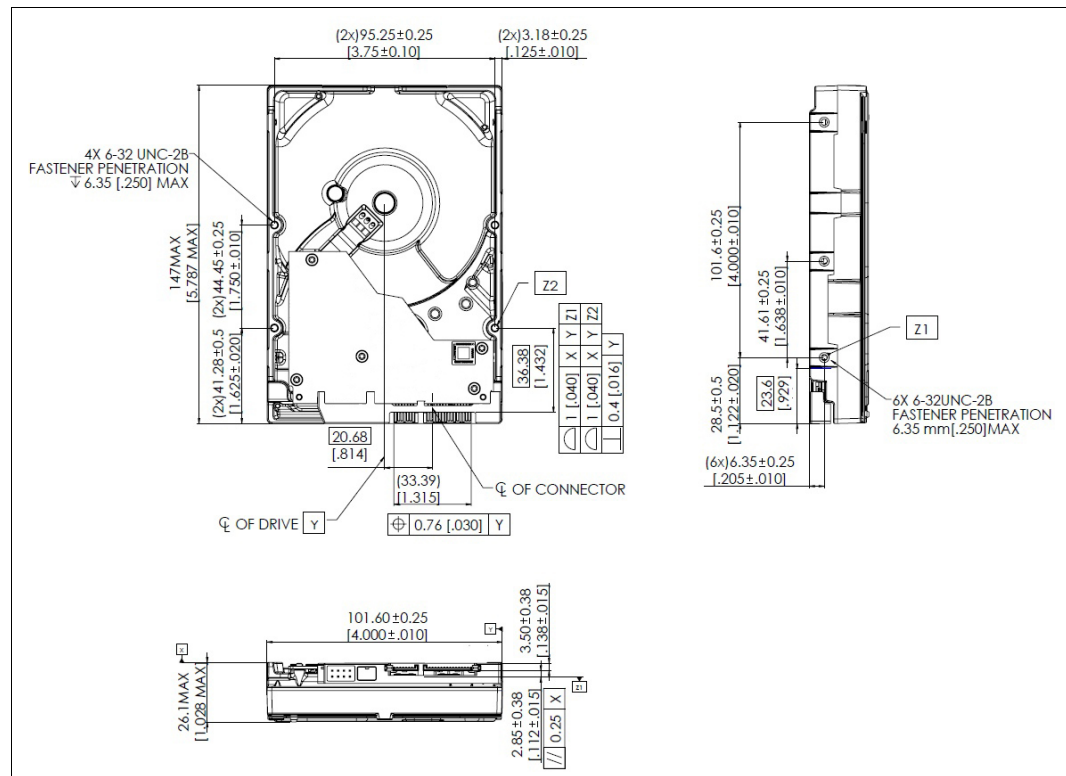 (2x)95.25±0.25
[3.75±0.10]
(2x)3.18±0.25
[.125±.010]
4X 6-32 UNC-2B
FASTENER PENETRATION
↧ 6.35 [.250] MAX
147MAX
[5.787 MAX]
(2x)44.45±0.25
[1.750±.010]
(2x)41.28±0.5
[1.625±.020]
Z2
36.38
[1.432]
⌓ 1 [.040] X Y Z1
⌓ 1 [.040] X Y Z2
⊥ 0.4 [.016] Y
20.68
[.814]
(33.39)
[1.315]
℄ OF CONNECTOR
℄ OF DRIVE Y
⌖ 0.76 [.030] Y
101.6±0.25
[4.000±.010]
41.61±0.25
[1.638±.010]
Z1
28.5±0.5
[1.122±.020]
23.6
[.929]
6X 6-32UNC-2B
FASTENER PENETRATION
6.35 mm[.250]MAX
(6x)6.35±0.25
[.205±.010]
101.60±0.25
[4.000±.010]
X
Y
Z1
3.50±0.38
[.138±.015]
26.1MAX
[1.028 MAX]
2.85±0.38
[.112±.015]
// 0.25 X